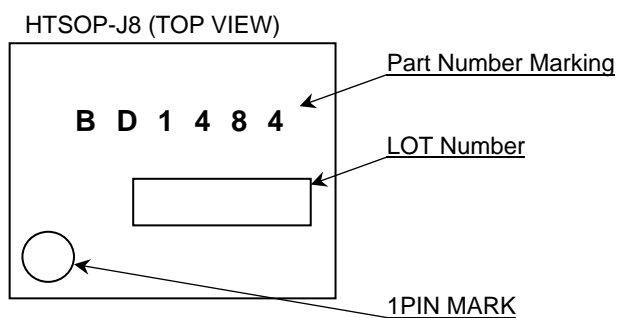 HTSOP-J8 (TOP VIEW)
Part Number Marking
B D 1 4 8 4
LOT Number
1PIN MARK